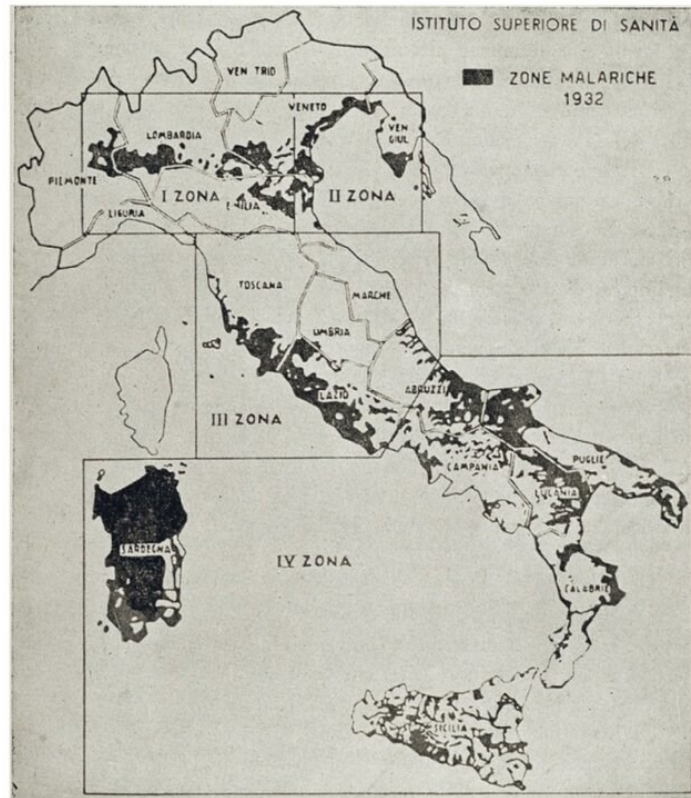 ISTITUTO SUPERIORE DI SANITÀ
ZONE MALARICHE
1932
VEN TRID
VENETO
VEN
GIUL
LOMBARDIA
PIEMONTE
I ZONA
EMILIA
II ZONA
LIGURIA
TOSCANA
MARCHE
UMBRIA
LAZIO
ABRUZZI
III ZONA
CAMPANIA
PUGLIE
LUCANIA
SARDEGNA
IV ZONA
CALABRIE
SICILIA